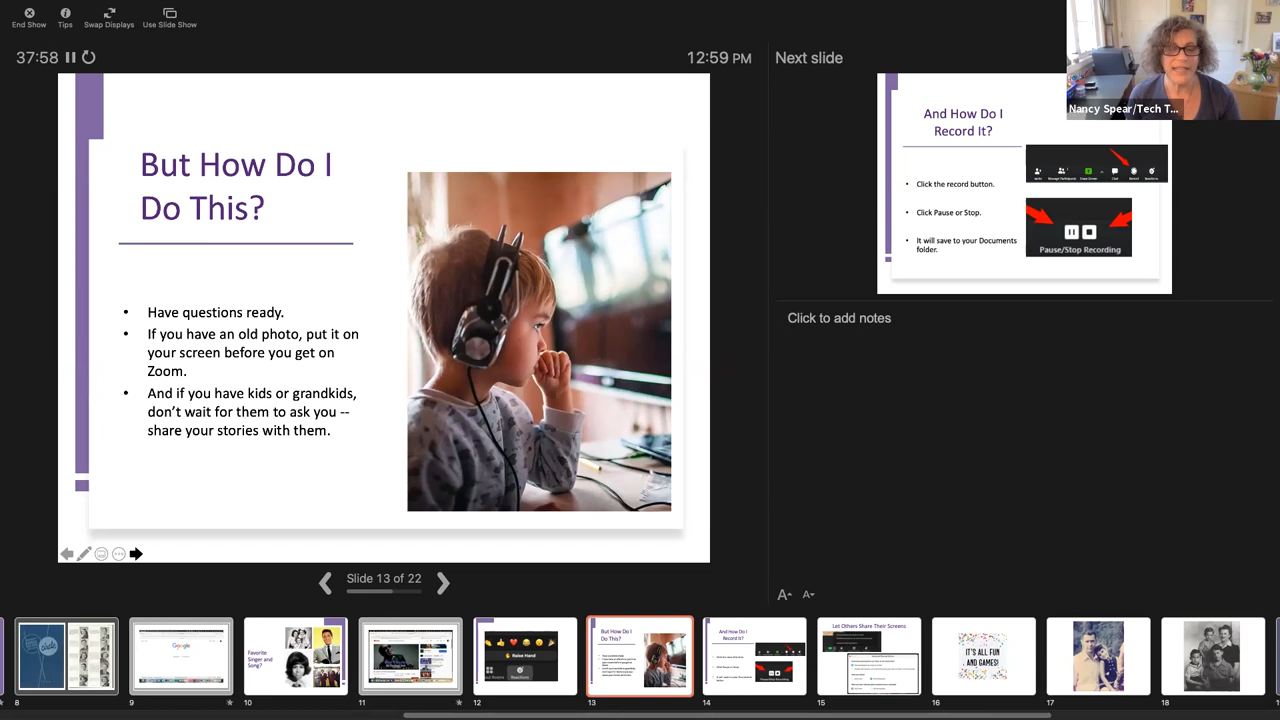 End Show
Tips
Swap Displays
Use Slide Show
37:58
12:59 PM
Next slide
But How Do I
Do This?
• Have questions ready.
• If you have an old photo, put it on
your screen before you get on
Zoom.
• And if you have kids or grandkids,
don't wait for them to ask you --
share your stories with them.
And How Do I
Record It?
• Click the record button.
• Click Pause or Stop.
• It will save to your Documents
folder.
Pause/Stop Recording
Nancy Spear/Tech T...
Click to add notes
Slide 13 of 22
A
A
Google
Favorite
Singer and
Song?
Raise Hand
Reactions
But How Do I
Do This?
And How Do I
Record It?
Let Others Share Their Screens
IT'S ALL FUN
AND GAMES!
8
9
10
11
12
13
14
15
16
17
18